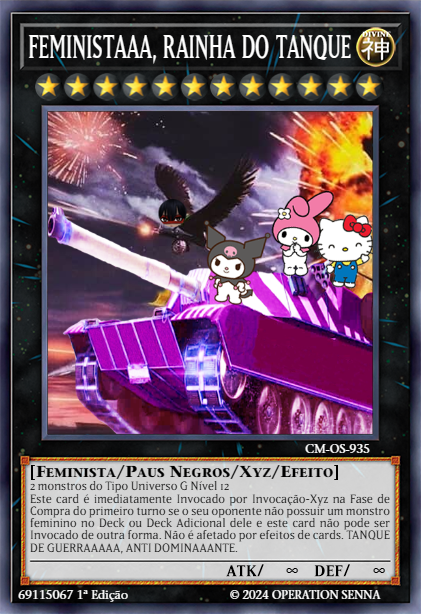 FEMINISTAAA, RAINHA DO TANQUE
DIVINE
神
CM-OS-935
[Feminista/Paus Negros/Xyz/Efeito]
2 monstros do Tipo Universo G Nível 12
Este card é imediatamente Invocado por Invocação-Xyz na Fase de
Compra do primeiro turno se o seu oponente não possuir um monstro
feminino no Deck ou Deck Adicional dele e este card não pode ser
Invocado de outra forma. Não é afetado por efeitos de cards. TANQUE
DE GUERRAAAAA, ANTI DOMINAAANTE.
ATK/ ∞ DEF/ ∞
69115067 1ª Edição
© 2024 OPERATION SENNA